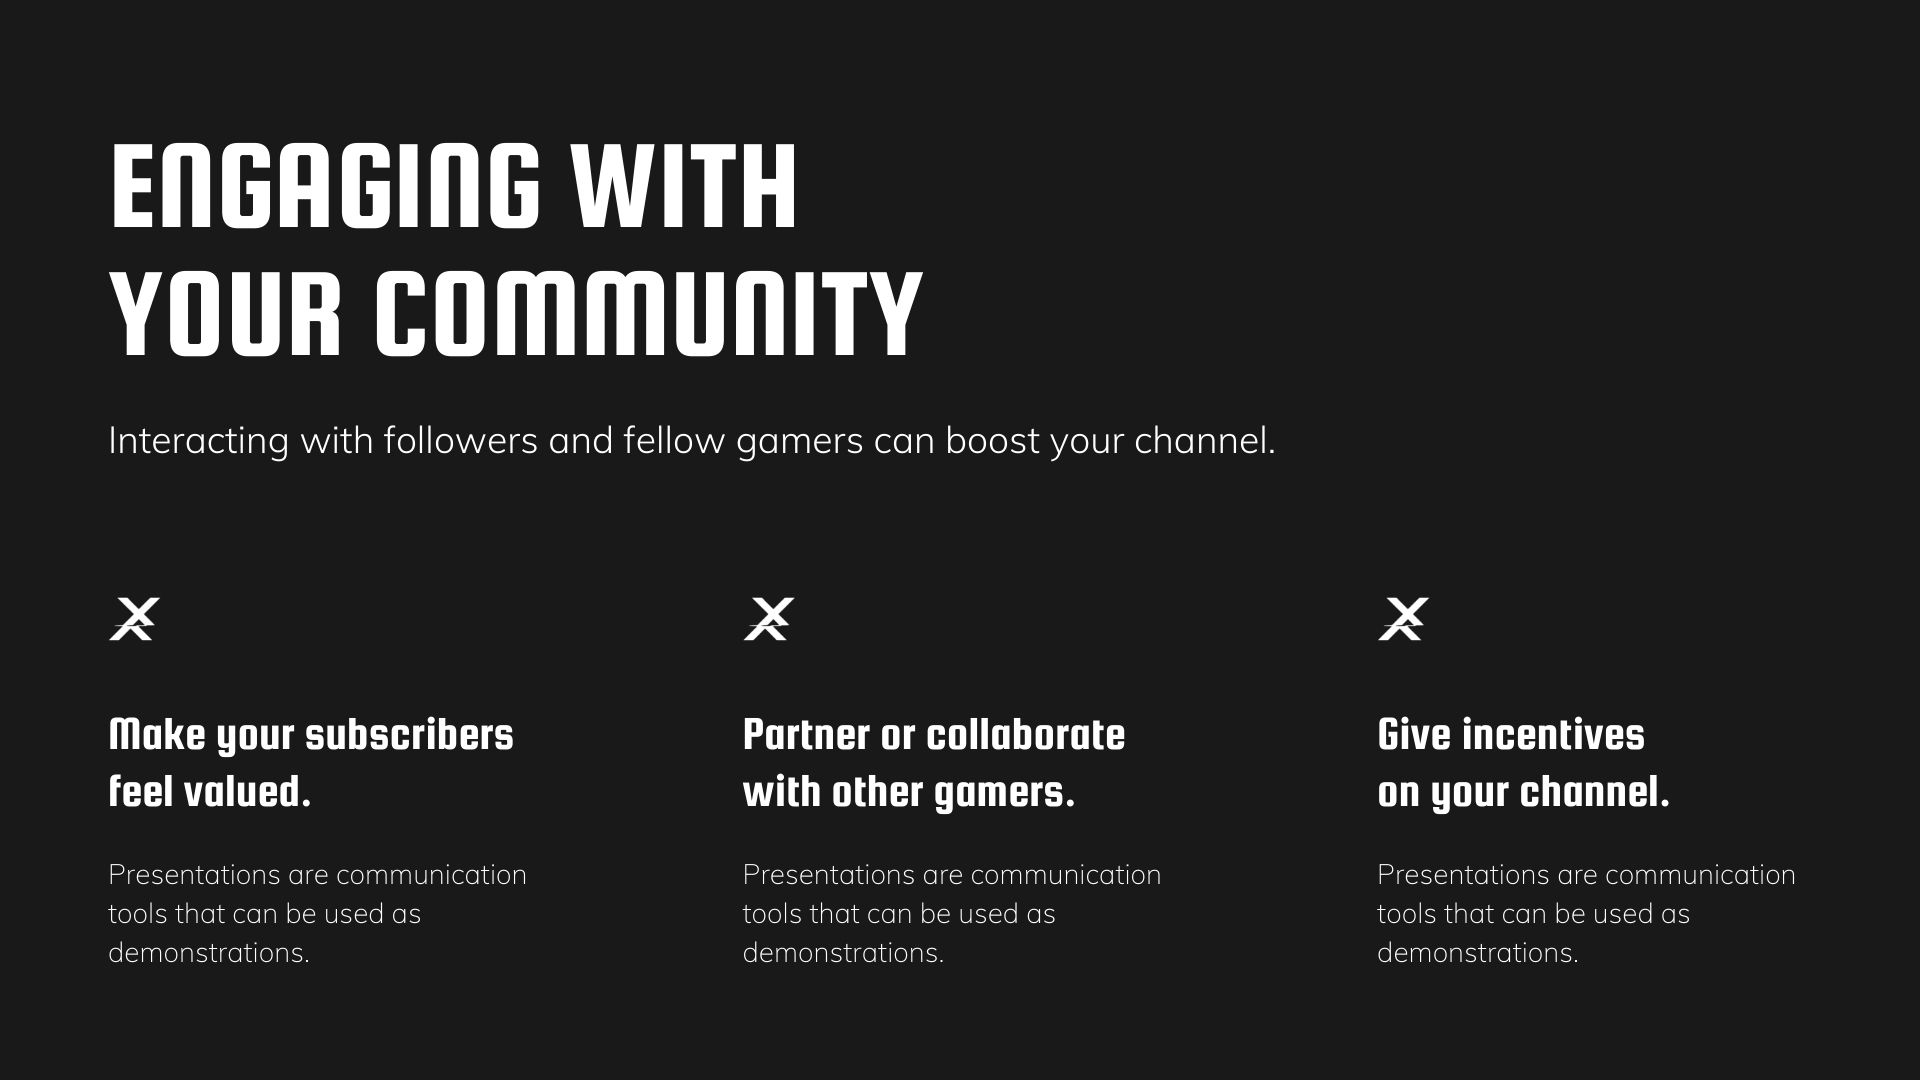 ENGAGING WITH
YOUR COMMUNITY
Interacting with followers and fellow gamers can boost your channel.
Make your subscribers
feel valued.
Presentations are communication
tools that can be used as
demonstrations.
Partner or collaborate
with other gamers.
Presentations are communication
tools that can be used as
demonstrations.
Give incentives
on your channel.
Presentations are communication
tools that can be used as
demonstrations.